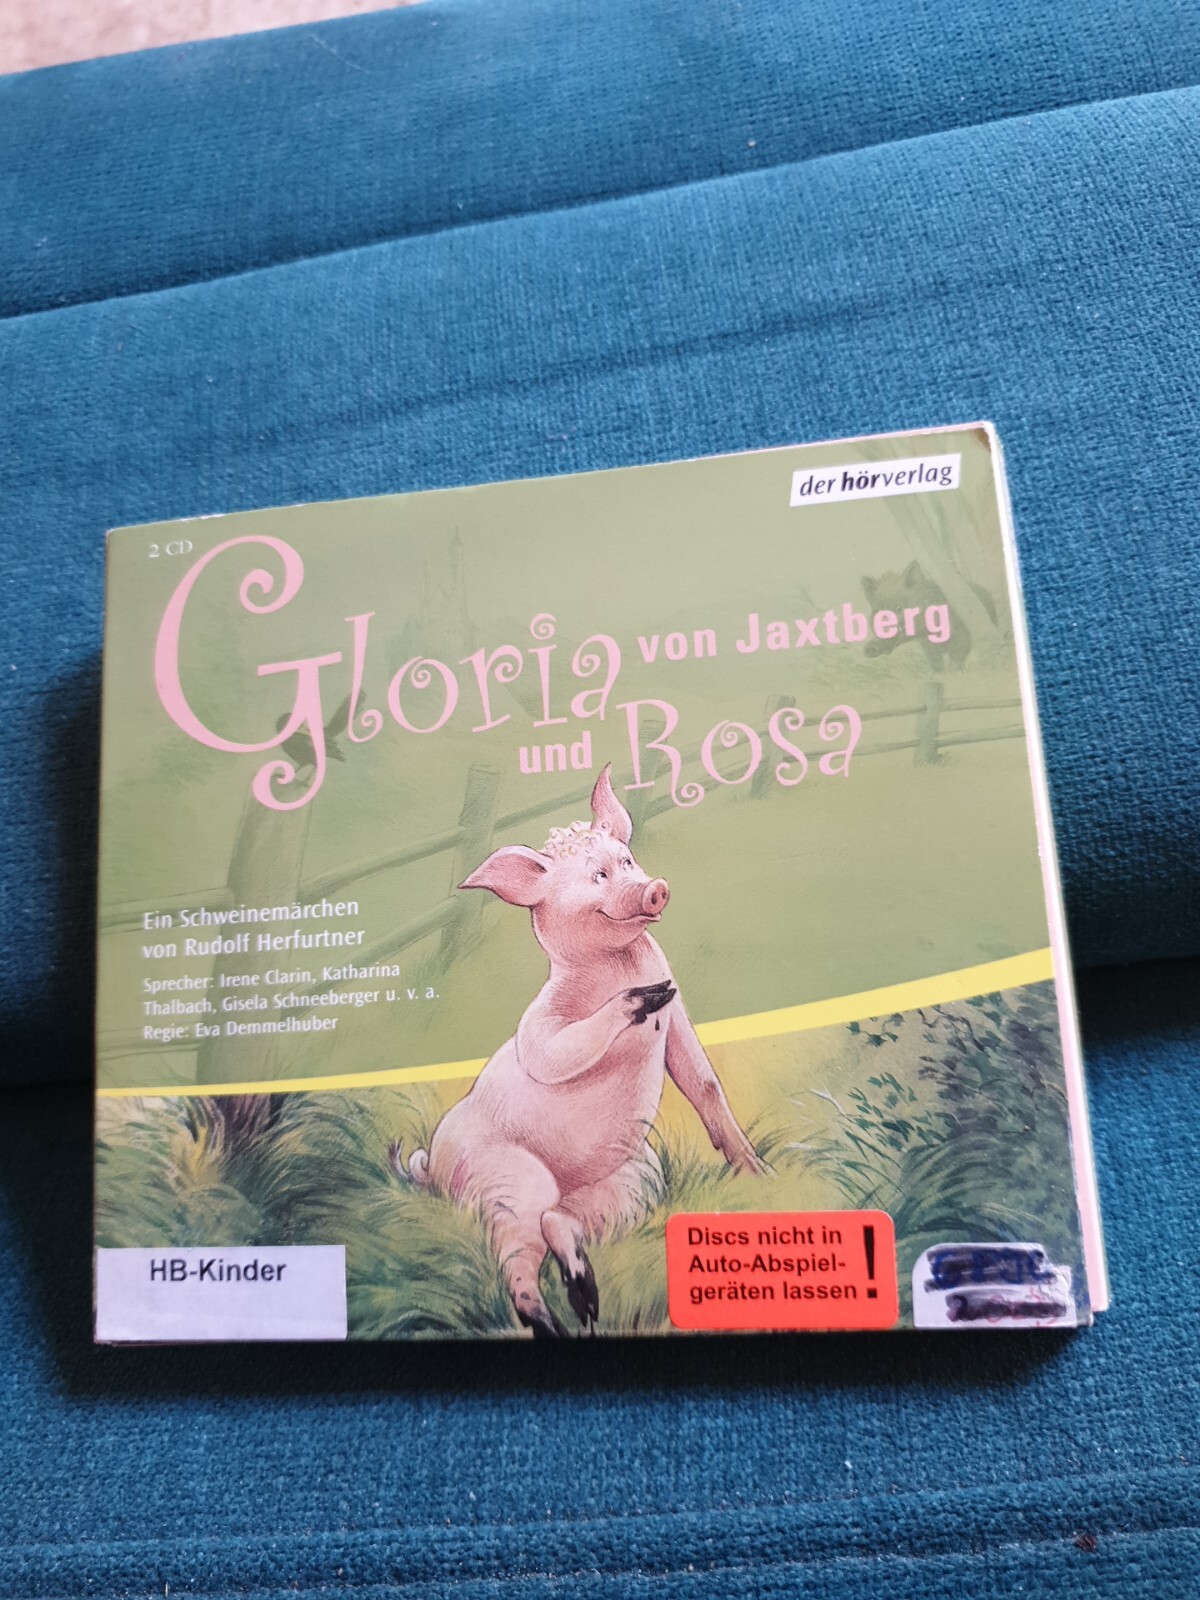 der hörverlag
2 CD
Gloria von Jaxtberg
und Rosa
Ein Schweinemärchen
von Rudolf Herfurtner
Sprecher: Irene Clarin, Katharina
Thalbach, Gisela Schneeberger u. v. a.
Regie: Eva Demmelhuber
HB-Kinder
Discs nicht in
Auto-Abspiel-
geräten lassen !